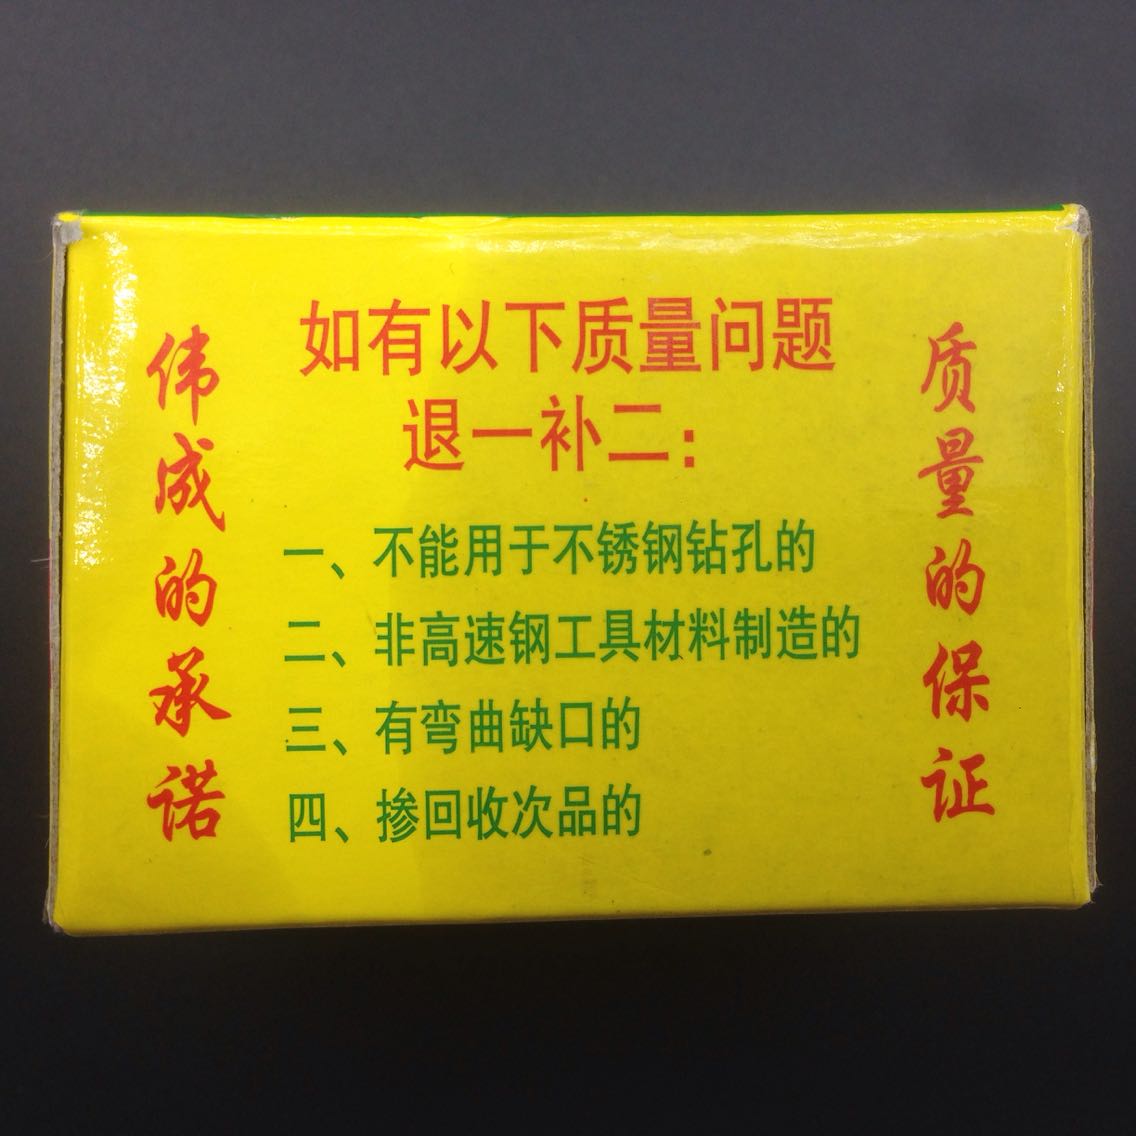 如有以下质量问题
退一补二：
一、不能用于不锈钢钻孔的
二、非高速钢工具材料制造的
三、有弯曲缺口的
四、掺回收次品的
伟成的承诺
质量的保证